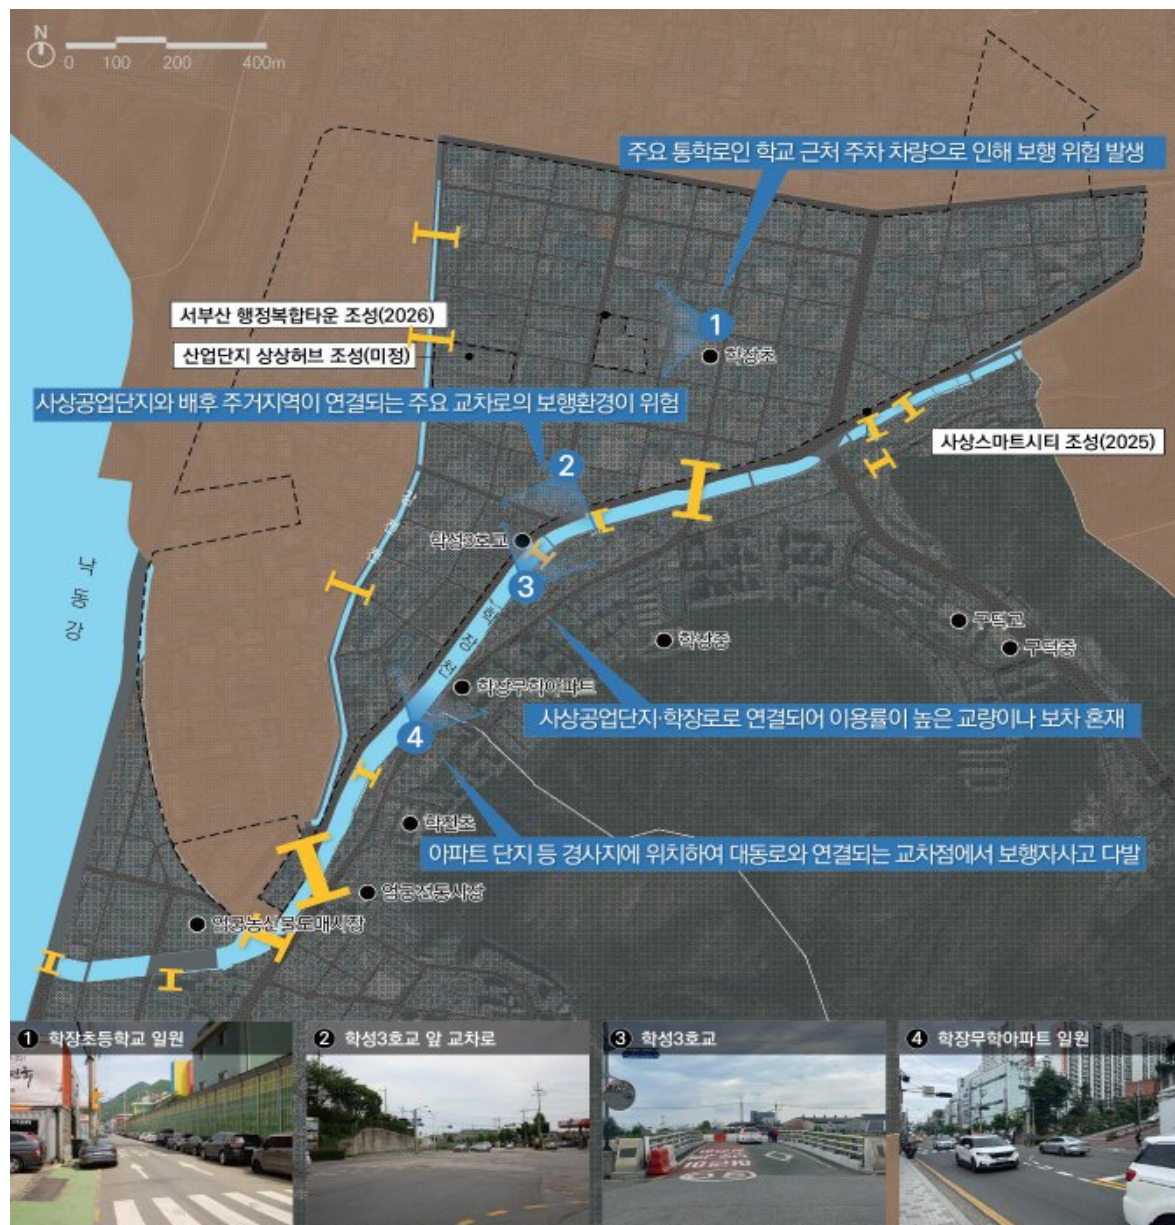 N
0 100 200 400m
주요 통학로인 학교 근처 주차 차량으로 인해 보행 위험 발생
서부산 행정복합타운 조성(2026)
1
산업단지 상상허브 조성(미정)
학장초
사상공업단지와 배후 주거지역이 연결되는 주요 교차로의 보행환경이 위험
사상스마트시티 조성(2025)
2
학성3호교
3
낙동강
구덕교
학장중
구덕중
학장천
학장무학아파트
사상공업단지·학장로로 연결되어 이용률이 높은 교량이나 보차 혼재
4
학진초
아파트 단지 등 경사지에 위치하여 대동로와 연결되는 교차점에서 보행자사고 다발
엄궁전통시장
엄궁농산물도매시장
1 학장초등학교 일원
2 학성3호교 앞 교차로
3 학성3호교
4 학장무학아파트 일원